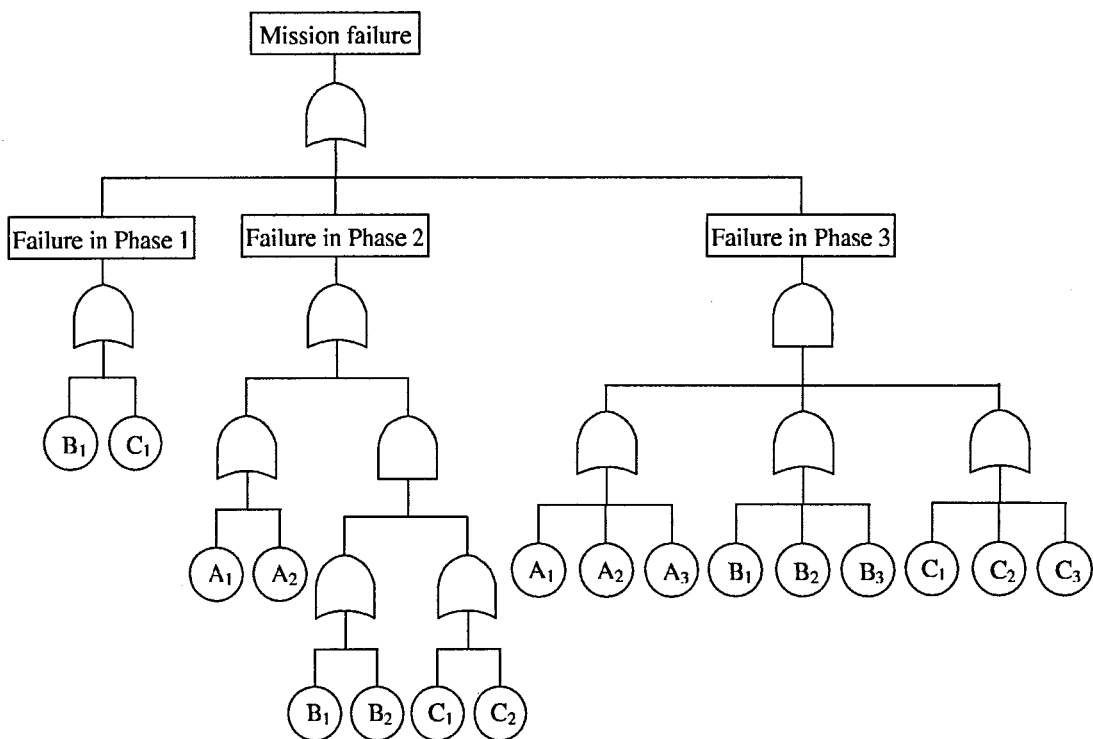 Mission failure
Failure in Phase 1
Failure in Phase 2
Failure in Phase 3
B₁ C₁
A₁ A₂
A₁ A₂ A₃ B₁ B₂ B₃ C₁ C₂ C₃
B₁ B₂ C₁ C₂